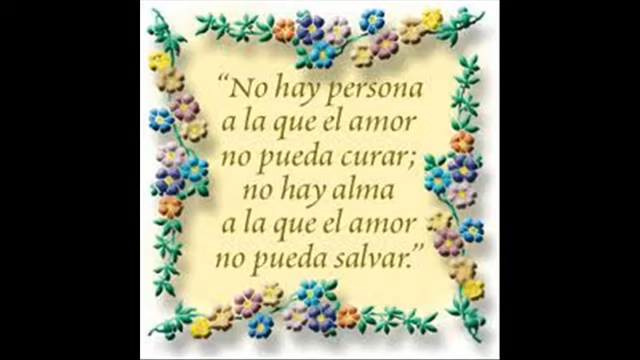 “No hay persona
a la que el amor
no pueda curar;
no hay alma
a la que el amor
no pueda salvar.”